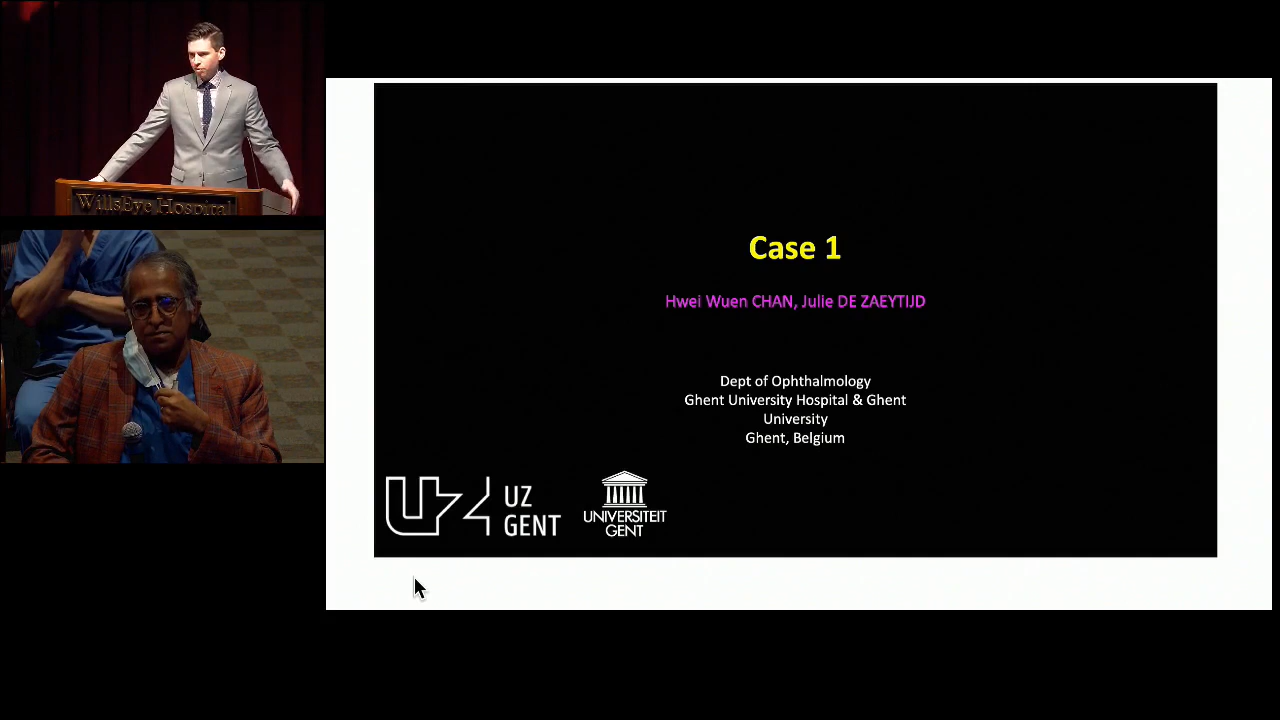 WillsEye Hospital
Case 1
Hwei Wuen CHAN, Julie DE ZAEYTIJD
Dept of Ophthalmology
Ghent University Hospital & Ghent
University
Ghent, Belgium
UZ
GENT
UNIVERSITEIT
GENT